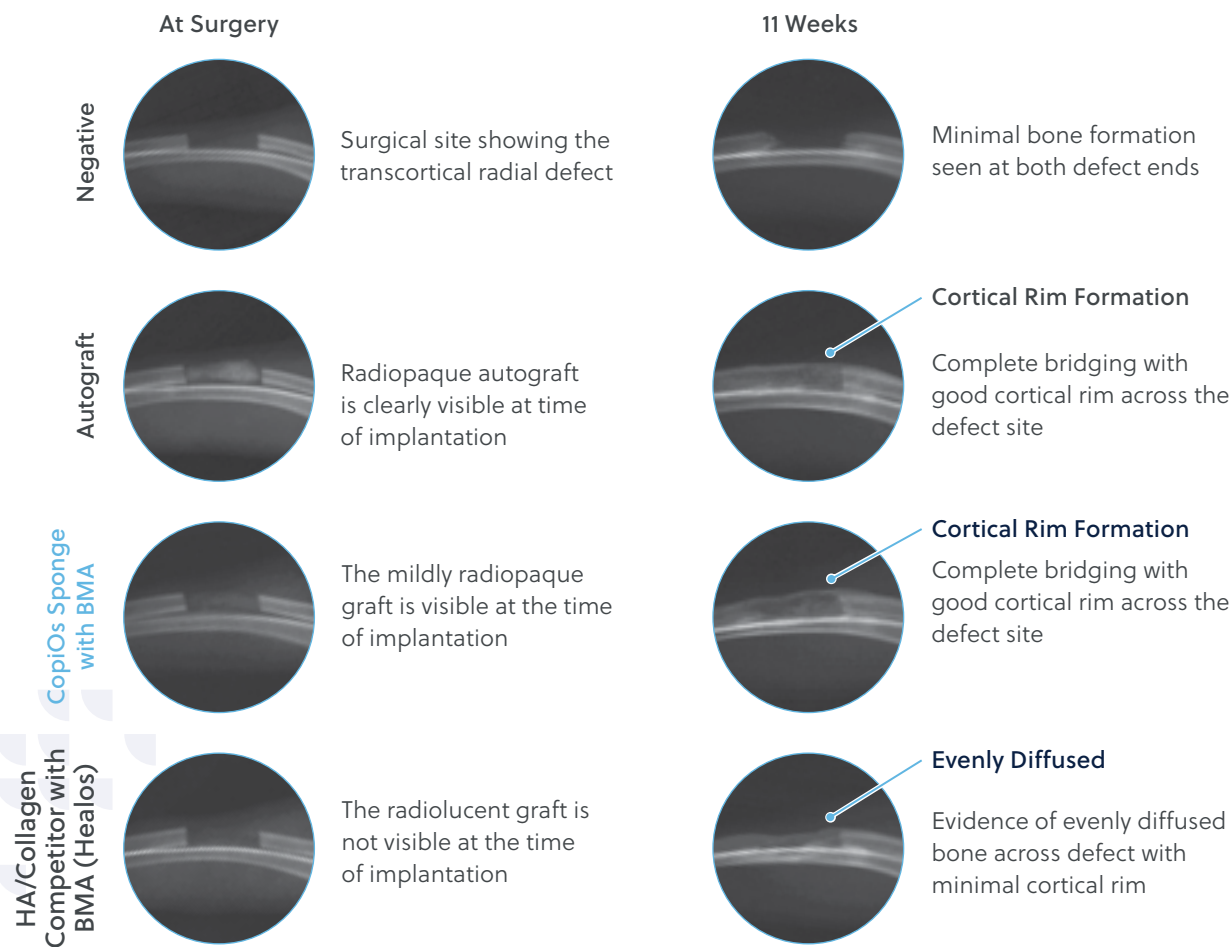 At Surgery
11 Weeks
Negative
Surgical site showing the
transcortical radial defect
Minimal bone formation
seen at both defect ends
Autograft
Radiopaque autograft
is clearly visible at time
of implantation
Cortical Rim Formation
Complete bridging with
good cortical rim across the
defect site
CopiOs Sponge
with BMA
The mildly radiopaque
graft is visible at the time
of implantation
Cortical Rim Formation
Complete bridging with
good cortical rim across the
defect site
HA/Collagen
Competitor with
BMA (Healos)
The radiolucent graft is
not visible at the time
of implantation
Evenly Diffused
Evidence of evenly diffused
bone across defect with
minimal cortical rim